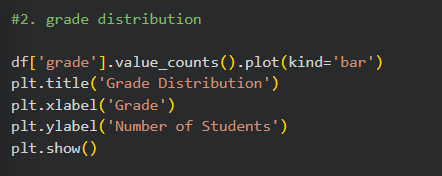 #2. grade distribution
df['grade'].value_counts().plot(kind='bar')
plt.title('Grade Distribution')
plt.xlabel('Grade')
plt.ylabel('Number of Students')
plt.show()